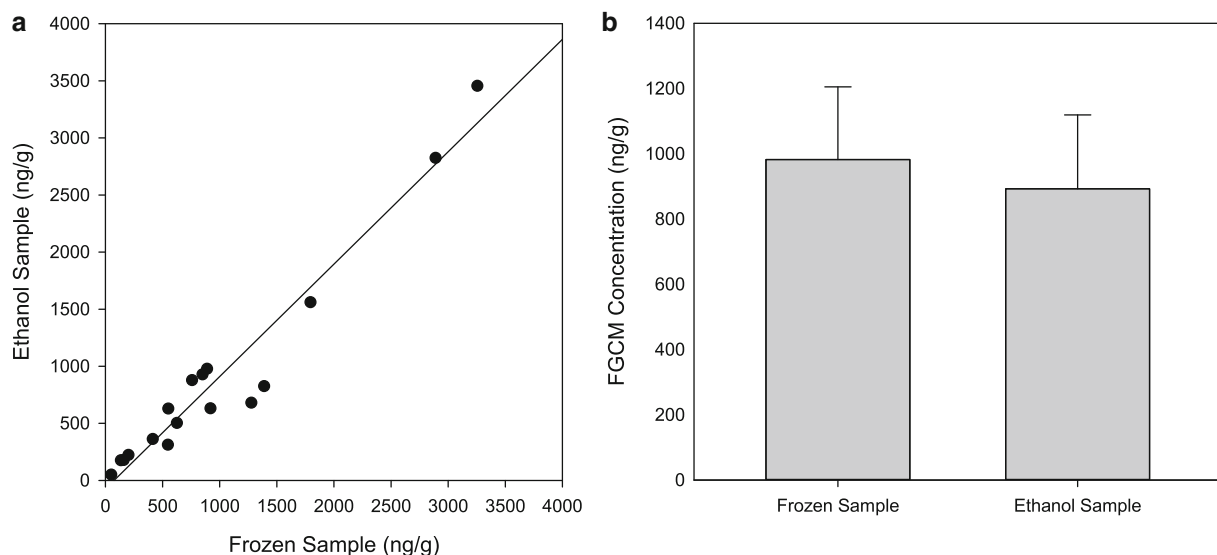 a
4000
3500
3000
2500
2000
1500
1000
500
0
Ethanol Sample (ng/g)
0 500 1000 1500 2000 2500 3000 3500 4000
Frozen Sample (ng/g)
b
1400
1200
1000
800
600
400
200
0
FGCM Concentration (ng/g)
Frozen Sample Ethanol Sample